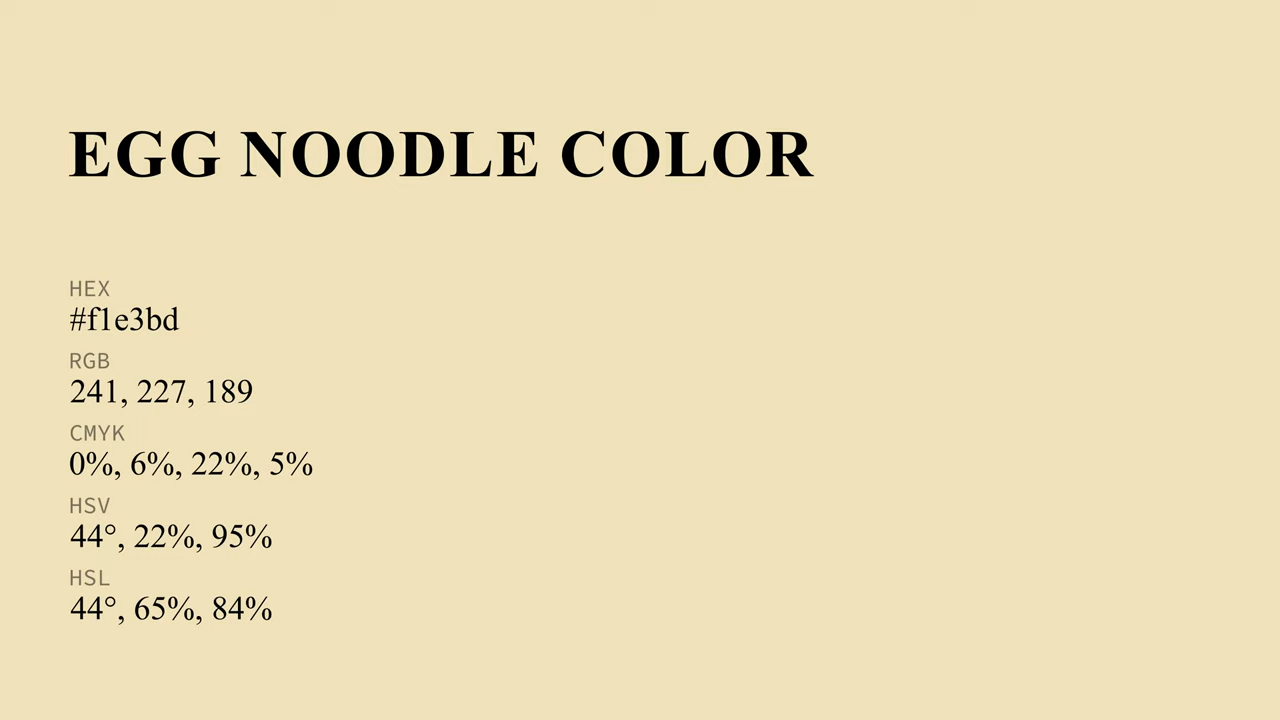 EGG NOODLE COLOR
HEX
#f1e3bd
RGB
241, 227, 189
CMYK
0%, 6%, 22%, 5%
HSV
44°, 22%, 95%
HSL
44°, 65%, 84%